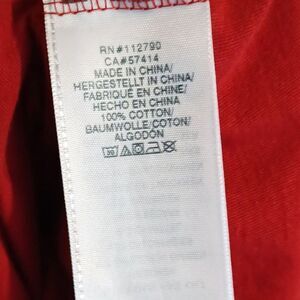 RN#112790
CA#57414
MADE IN CHINA/
HERGESTELLT IN CHINA/
FABRIQUÉ EN CHINE/
HECHO EN CHINA
100% COTTON/
BAUMWOLLE/COTON/
ALGODÓN
30